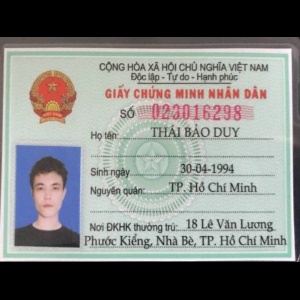 CỘNG HÒA XÃ HỘI CHỦ NGHĨA VIỆT NAM
Độc lập - Tự do - Hạnh phúc
GIẤY CHỨNG MINH NHÂN DÂN
SỐ 023016298
Họ tên: THÁI BẢO DUY
Sinh ngày 30-04-1994
Nguyên quán: TP. Hồ Chí Minh
Nơi ĐKHK thường trú: 18 Lê Văn Lương
Phước Kiểng, Nhà Bè, TP. Hồ Chí Minh